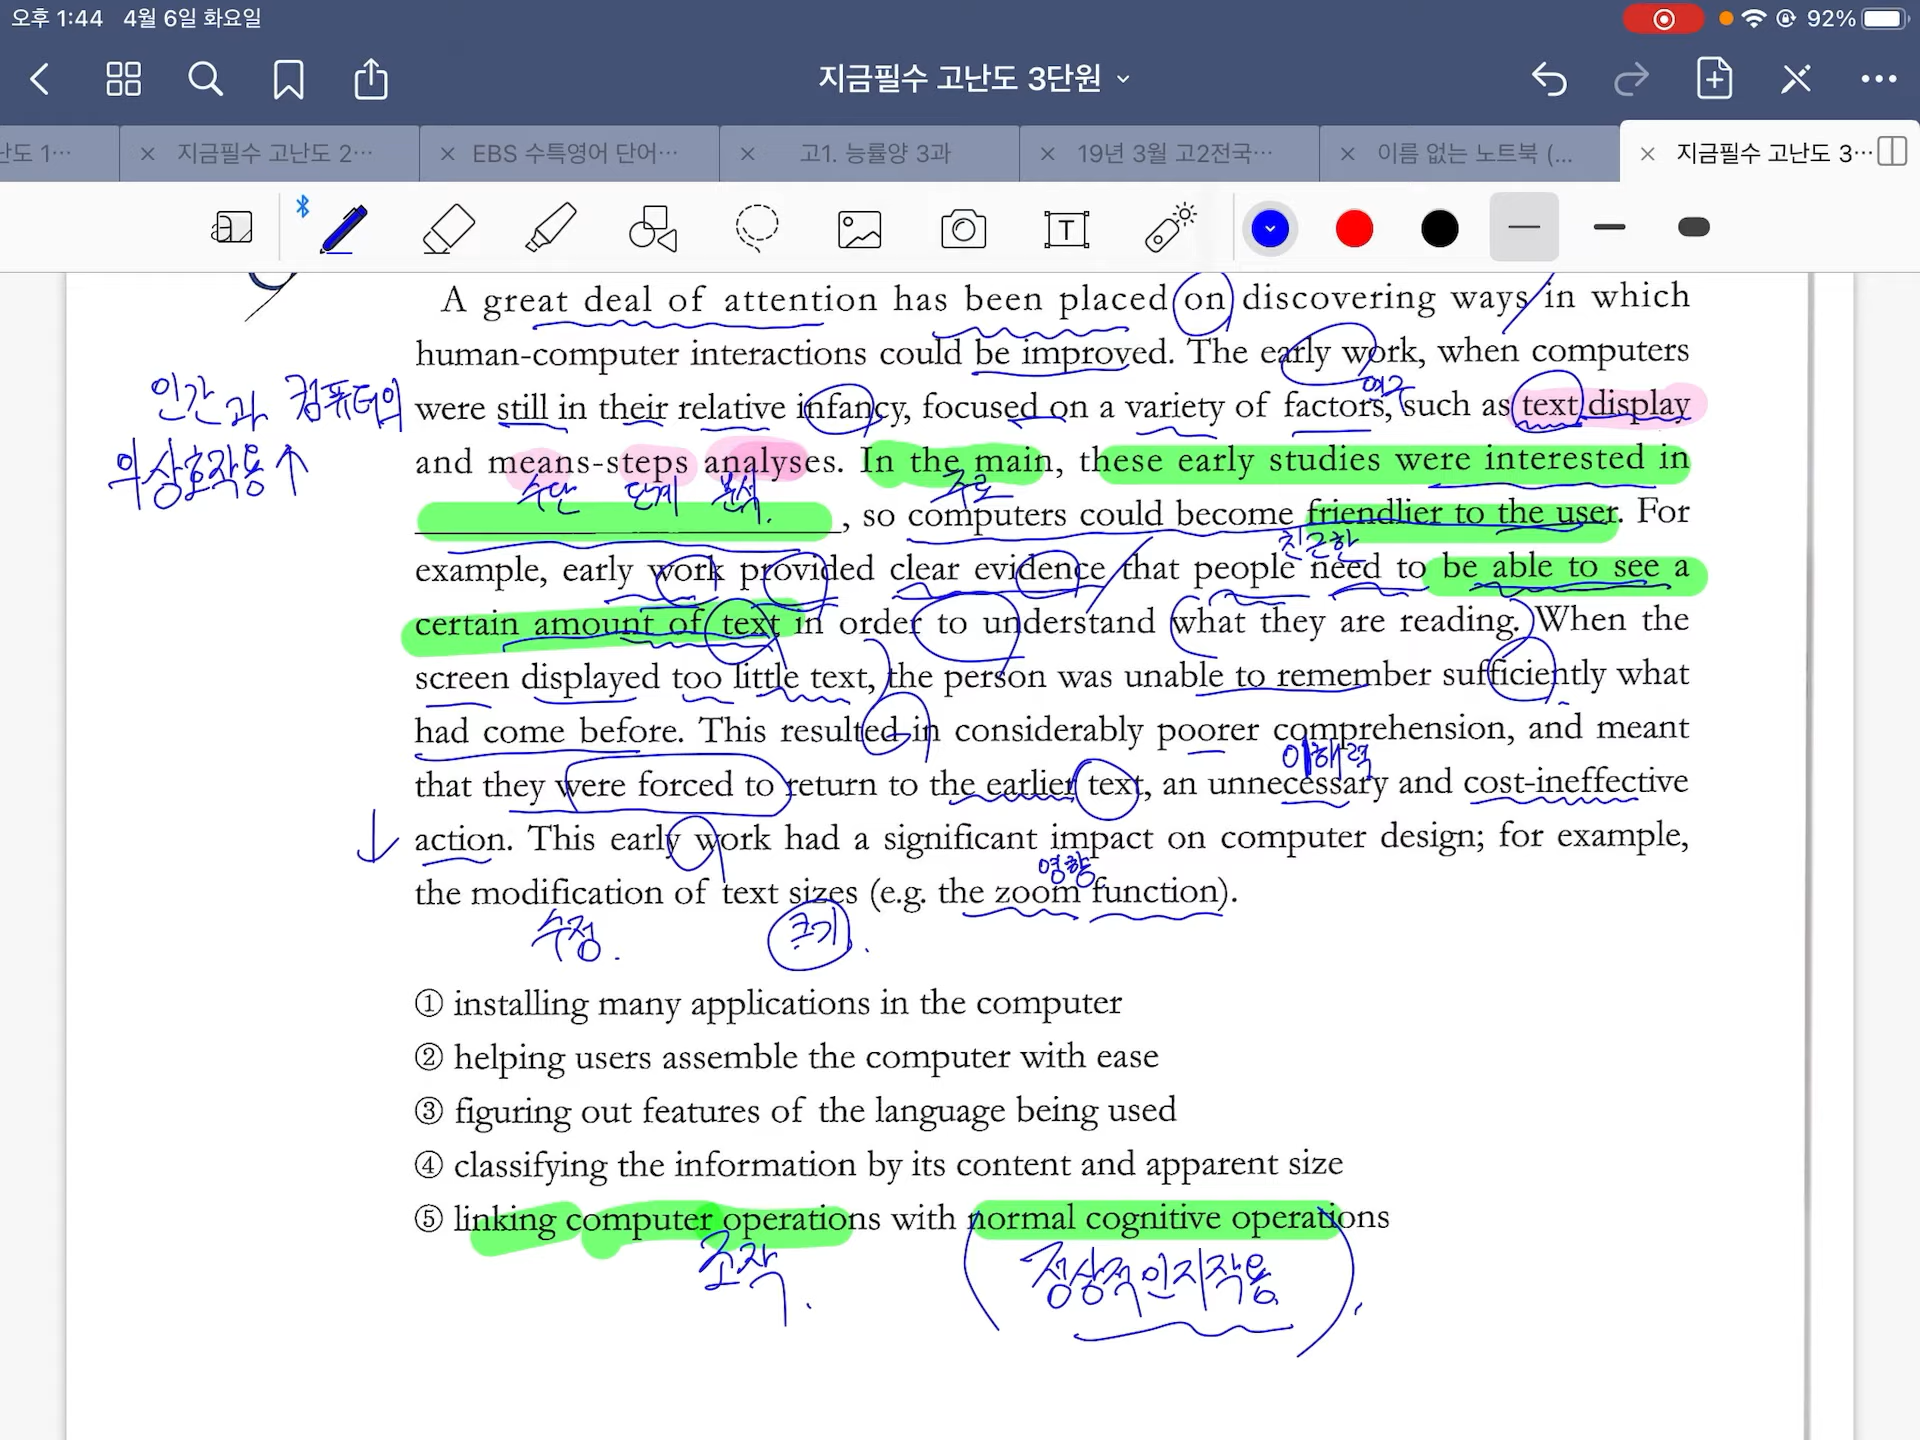 오후 1:44 4월 6일 화요일
92%
지금필수 고난도 3단원
난도 1…
지금필수 고난도 2…
EBS 수특영어 단어…
고1. 능률양 3과
19년 3월 고2전국…
이름 없는 노트북 (...
지금필수 고난도 3…
A great deal of attention has been placed on discovering ways in which
human-computer interactions could be improved. The early work, when computers
인간과 컴퓨터의
were still in their relative infancy, focused on a variety of factors, such as text display
의 상호작용↑
and means-steps analyses. In the main, these early studies were interested in
수단 단계 분석. 주로
____________, so computers could become friendlier to the user. For
친근한
example, early work provided clear evidence that people need to be able to see a
certain amount of text in order to understand what they are reading. When the
screen displayed too little text, the person was unable to remember sufficiently what
had come before. This resulted in considerably poorer comprehension, and meant
이해력
that they were forced to return to the earlier text, an unnecessary and cost-ineffective
action. This early work had a significant impact on computer design; for example,
영향
the modification of text sizes (e.g. the zoom function).
수정. 크기.
① installing many applications in the computer
② helping users assemble the computer with ease
③ figuring out features of the language being used
④ classifying the information by its content and apparent size
⑤ linking computer operations with normal cognitive operations
조작. (정상적 인지작용).